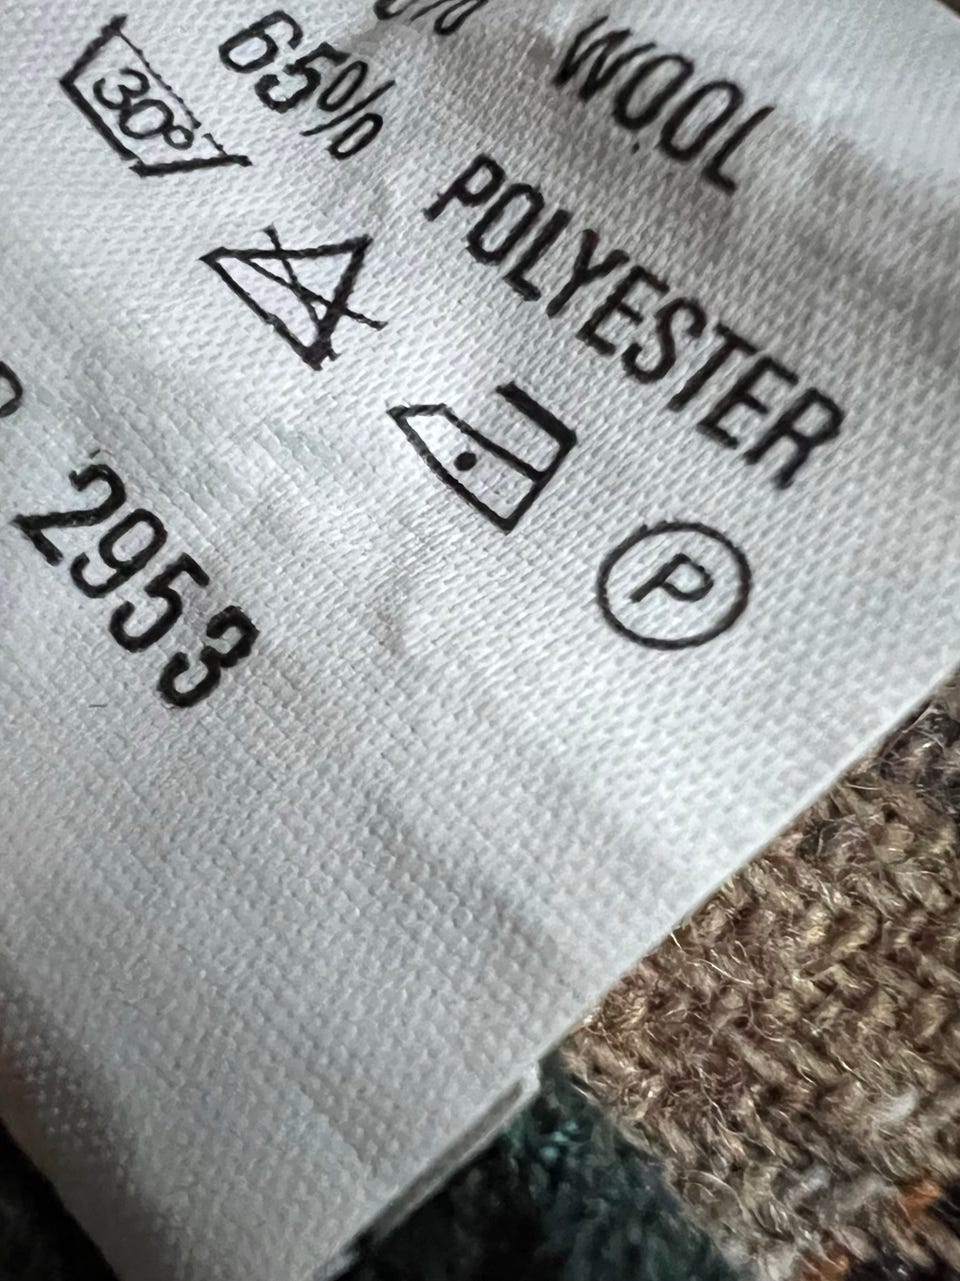 % WOOL
65% POLYESTER
30°
P
2953